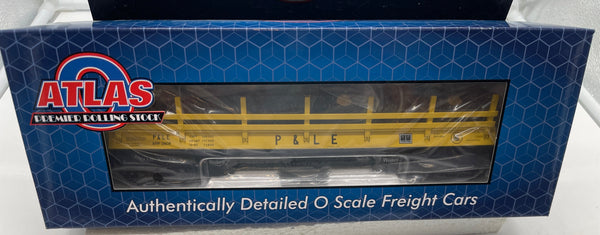 ATLAS
O
PREMIER ROLLING STOCK
P & L E
P&LE
Authentically Detailed O Scale Freight Cars